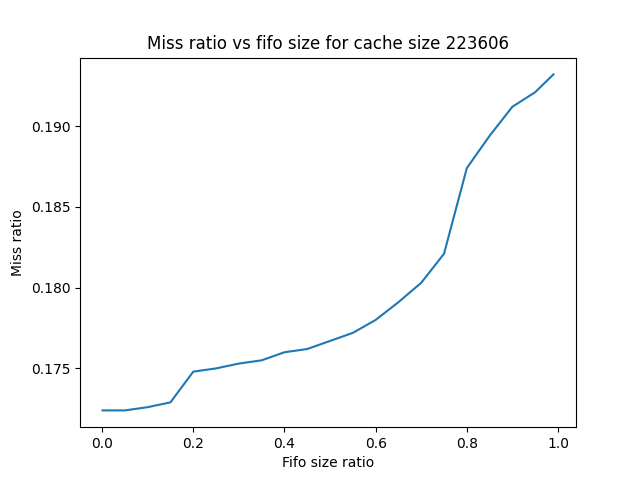 Miss ratio vs fifo size for cache size 223606
0.190
0.185
0.180
0.175
Miss ratio
0.0 0.2 0.4 0.6 0.8 1.0
Fifo size ratio